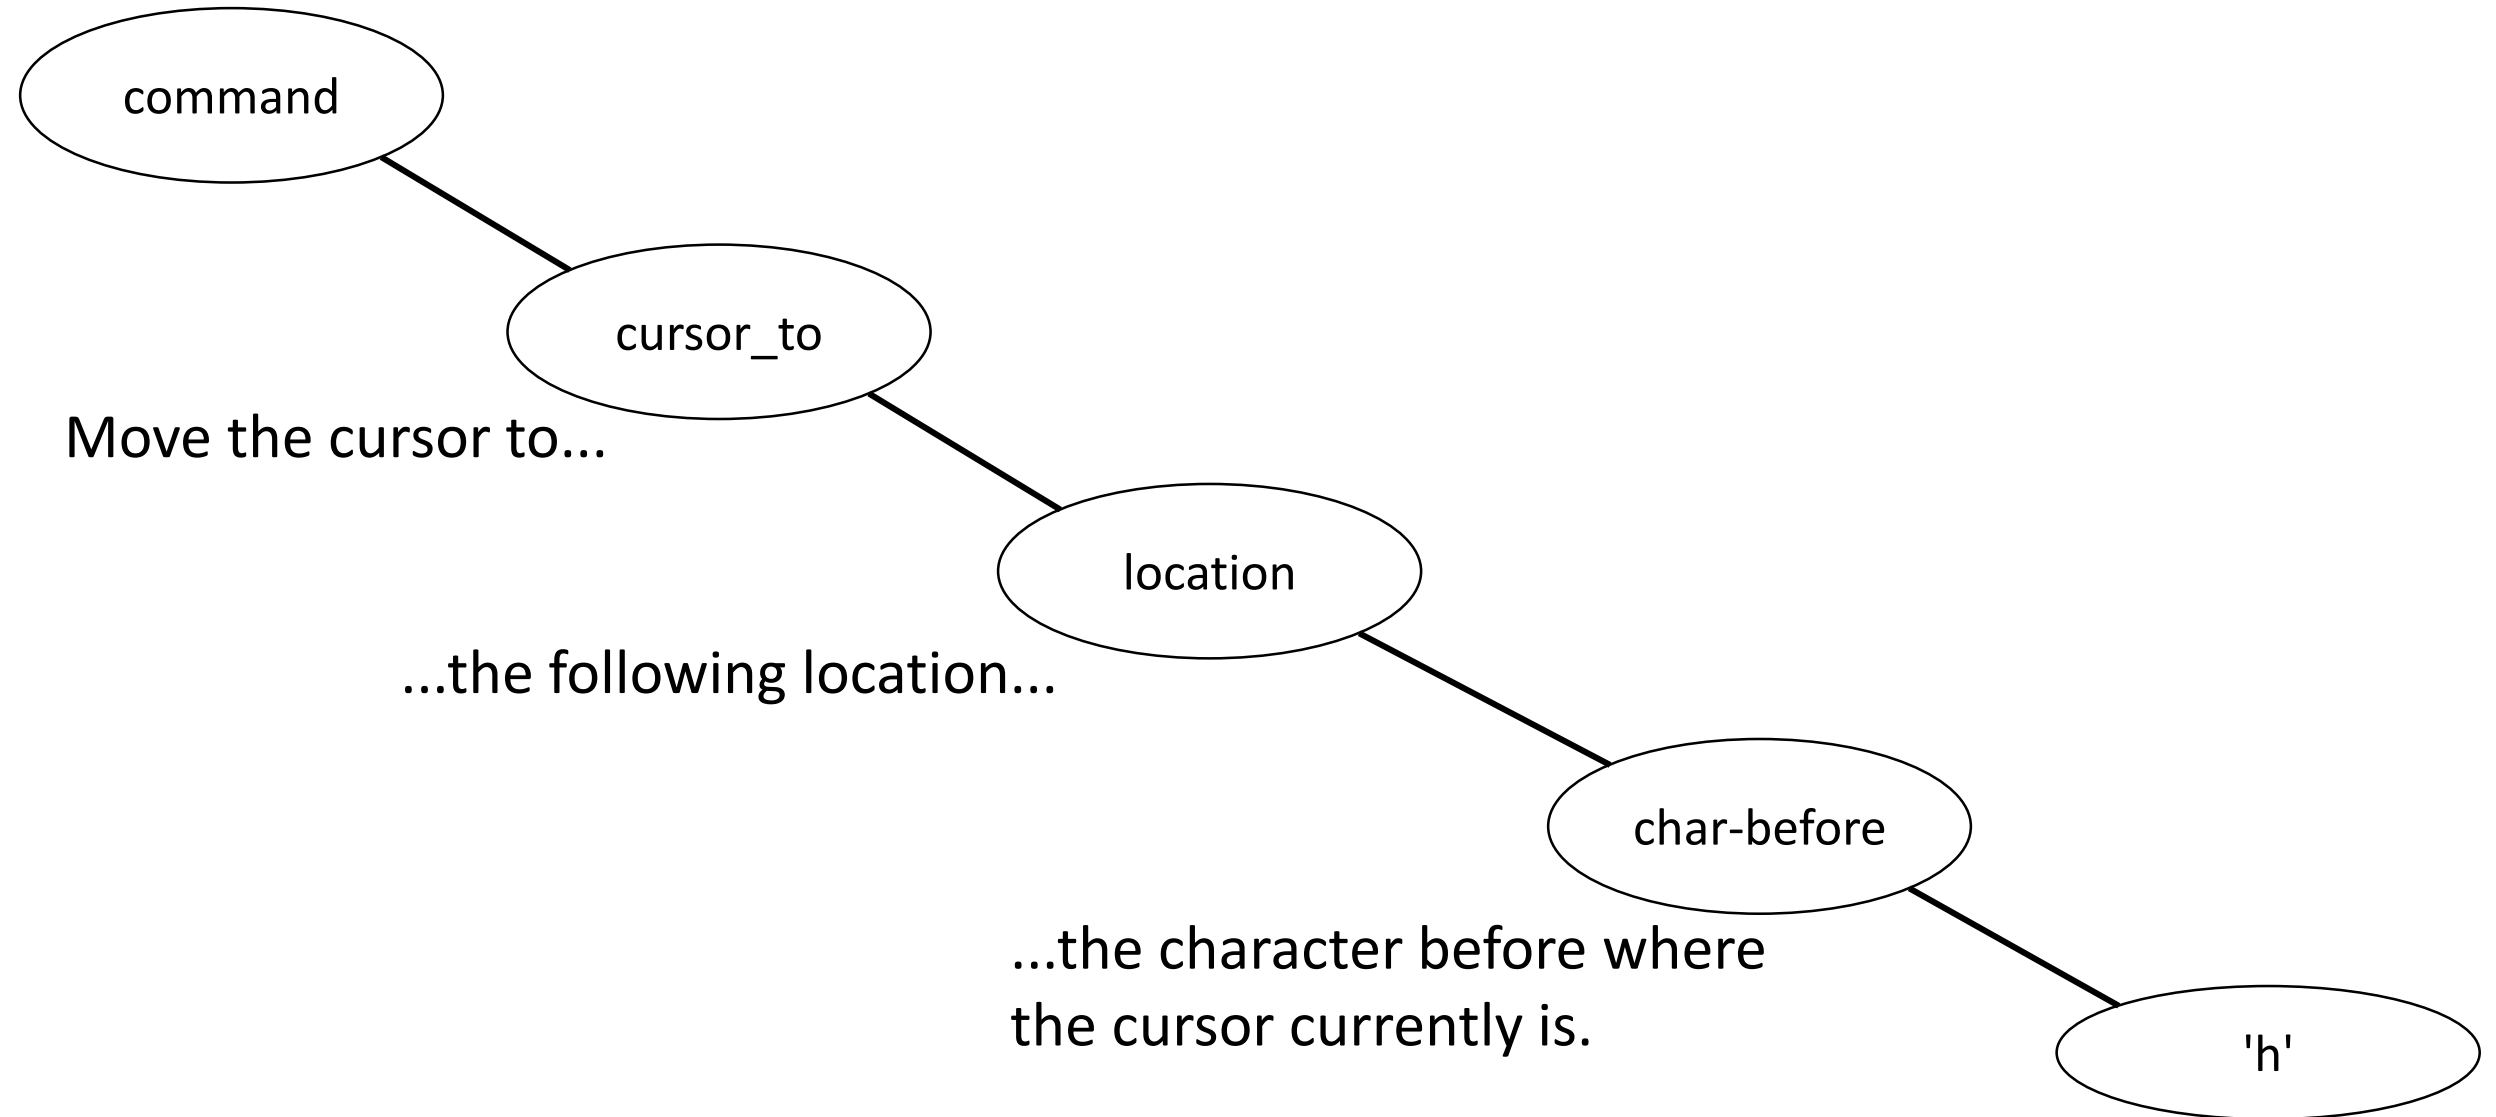 command
cursor_to
Move the cursor to...
location
...the following location...
char-before
...the character before where
the cursor currently is.
'h'